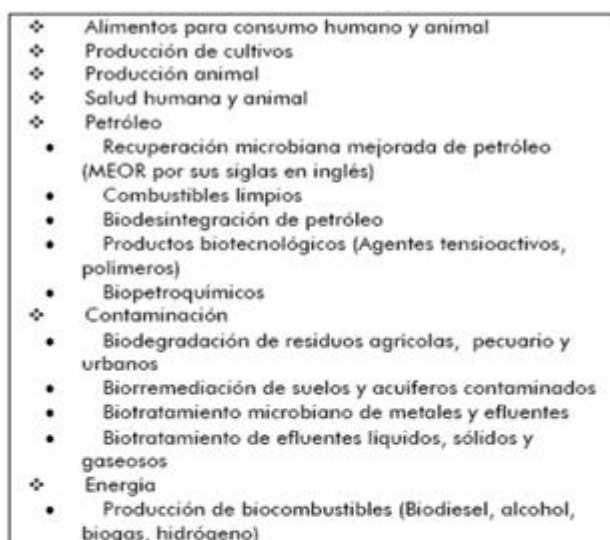 ❖ Alimentos para consumo humano y animal
❖ Producción de cultivos
❖ Producción animal
❖ Salud humana y animal
❖ Petróleo
• Recuperación microbiana mejorada de petróleo
(MEOR por sus siglas en inglés)
• Combustibles limpios
• Biodesintegración de petróleo
• Productos biotecnológicos (Agentes tensioactivos,
polímeros)
• Biopetroquímicos
❖ Contaminación
• Biodegradación de residuos agrícolas, pecuario y
urbanos
• Biorremediación de suelos y acuíferos contaminados
• Biotratamiento microbiano de metales y efluentes
• Biotratamiento de efluentes líquidos, sólidos y
gaseosos
❖ Energía
• Producción de biocombustibles (Biodiesel, alcohol,
biogas, hidrógeno)